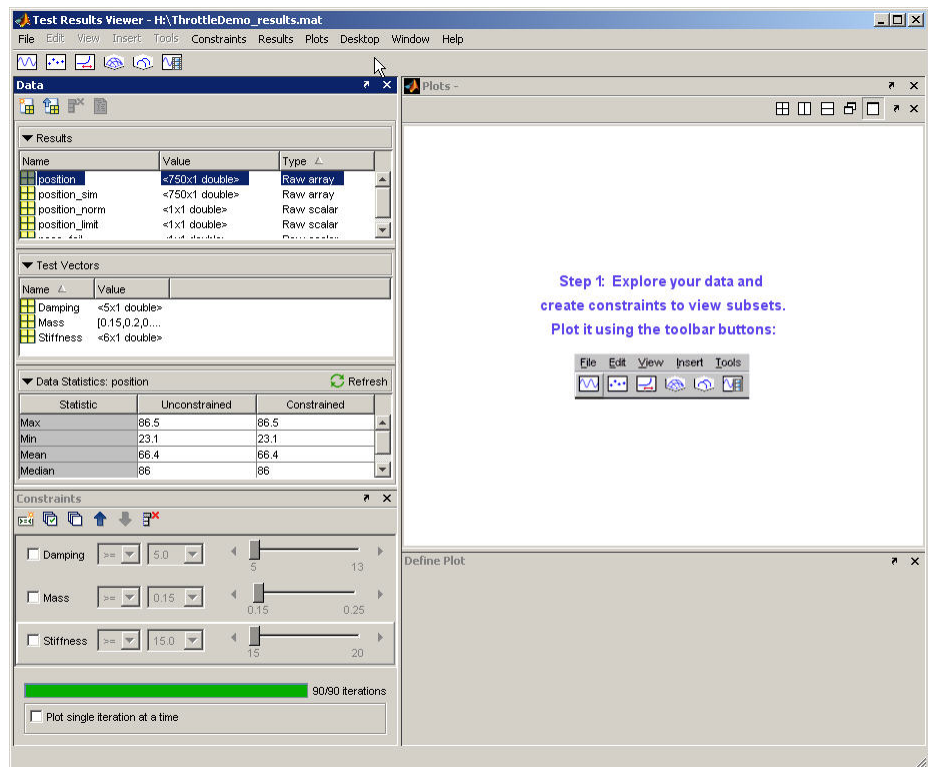 Test Results Viewer - H:\ThrottleDemo_results.mat
File Edit View Insert Tools Constraints Results Plots Desktop Window Help
Data
Results
Name Value Type
position <750x1 double> Raw array
position_sim <750x1 double> Raw array
position_norm <1x1 double> Raw scalar
position_limit <1x1 double> Raw scalar
Test Vectors
Name Value
Damping <5x1 double>
Mass [0.15,0.2,0....
Stiffness <6x1 double>
Data Statistics: position Refresh
Statistic Unconstrained Constrained
Max 86.5 86.5
Min 23.1 23.1
Mean 66.4 66.4
Median 86 86
Constraints
Damping >= 5.0
5 13
Mass >= 0.15
0.15 0.25
Stiffness >= 15.0
15 20
90/90 iterations
Plot single iteration at a time
Plots -
Step 1: Explore your data and
create constraints to view subsets.
Plot it using the toolbar buttons:
File Edit View Insert Tools
Define Plot